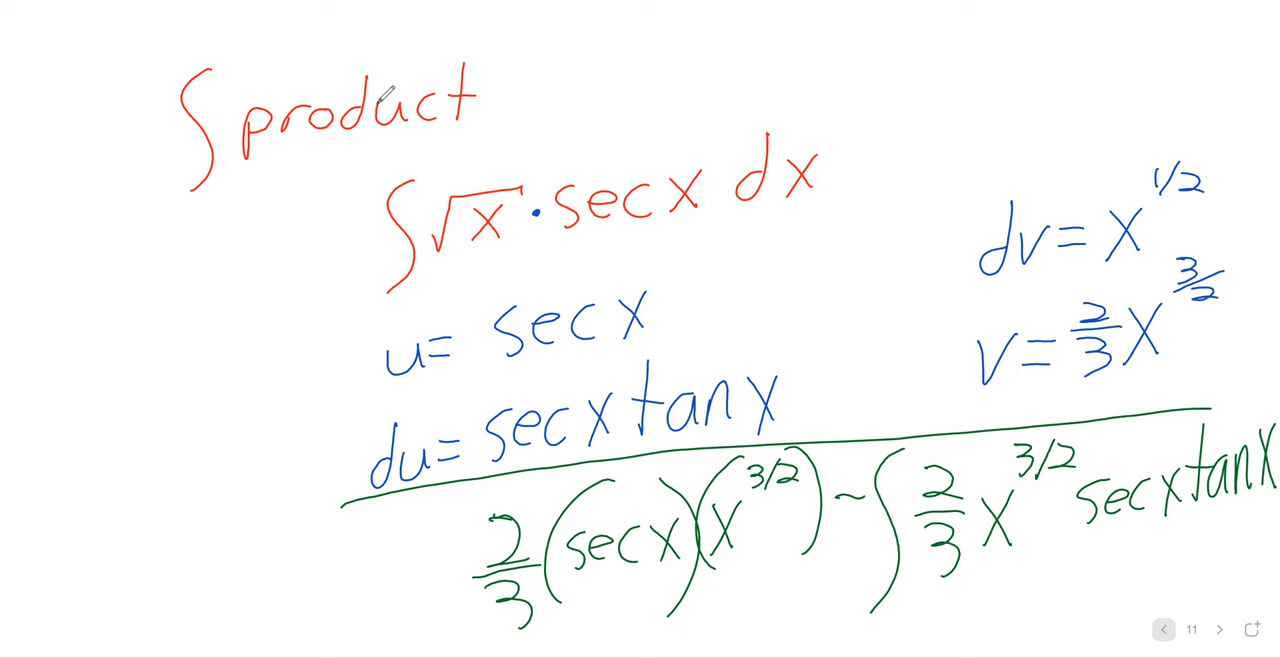 ∫ product
∫ √x · sec x dx
u = sec x
du = sec x tan x
dv = x^{1/2}
v = 2/3 x^{3/2}
2/3 (sec x)(x^{3/2}) - ∫ 2/3 x^{3/2} sec x tan x
11